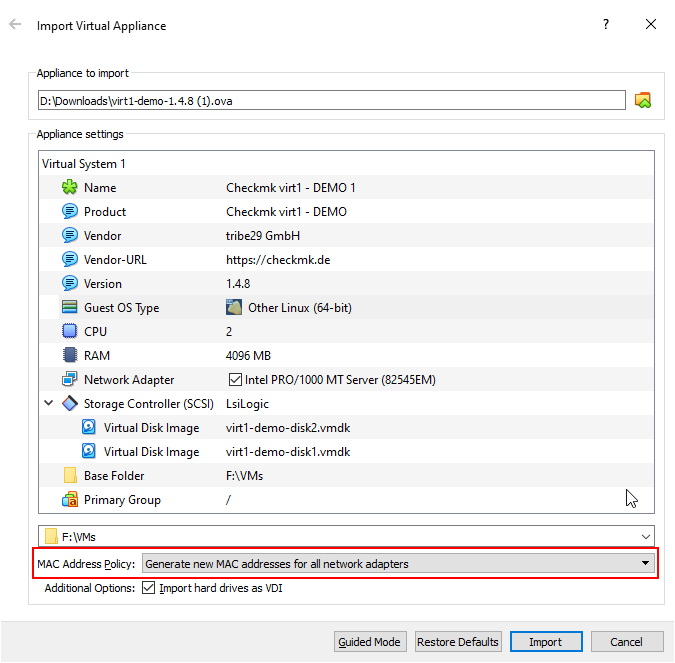 Import Virtual Appliance
?
Appliance to import
D:\Downloads\virt1-demo-1.4.8 (1).ova
Appliance settings
Virtual System 1
Name Checkmk virt1 - DEMO 1
Product Checkmk virt1 - DEMO
Vendor tribe29 GmbH
Vendor-URL https://checkmk.de
Version 1.4.8
Guest OS Type Other Linux (64-bit)
CPU 2
RAM 4096 MB
Network Adapter Intel PRO/1000 MT Server (82545EM)
Storage Controller (SCSI) LsiLogic
Virtual Disk Image virt1-demo-disk2.vmdk
Virtual Disk Image virt1-demo-disk1.vmdk
Base Folder F:\VMs
Primary Group /
F:\VMs
MAC Address Policy: Generate new MAC addresses for all network adapters
Additional Options: Import hard drives as VDI
Guided Mode Restore Defaults Import Cancel